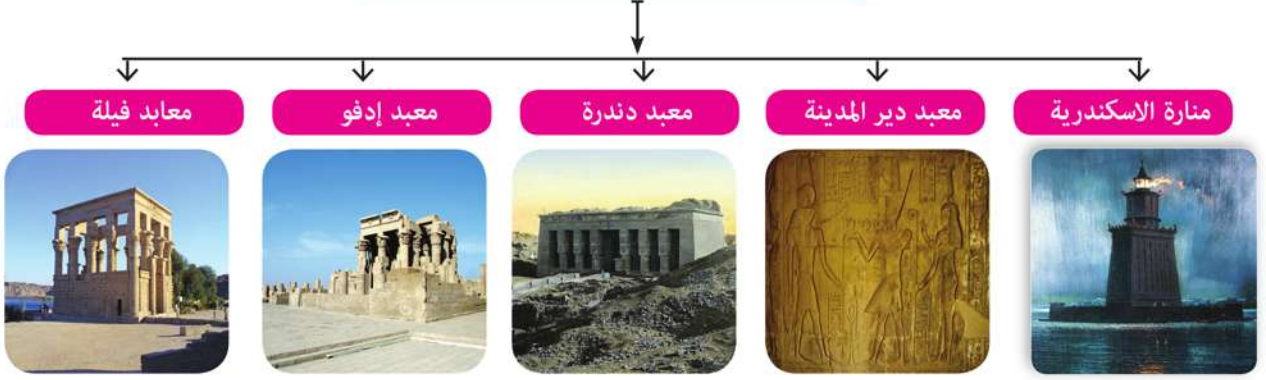 منارة الاسكندرية
معبد دير المدينة
معبد دندرة
معبد إدفو
معابد فيلة